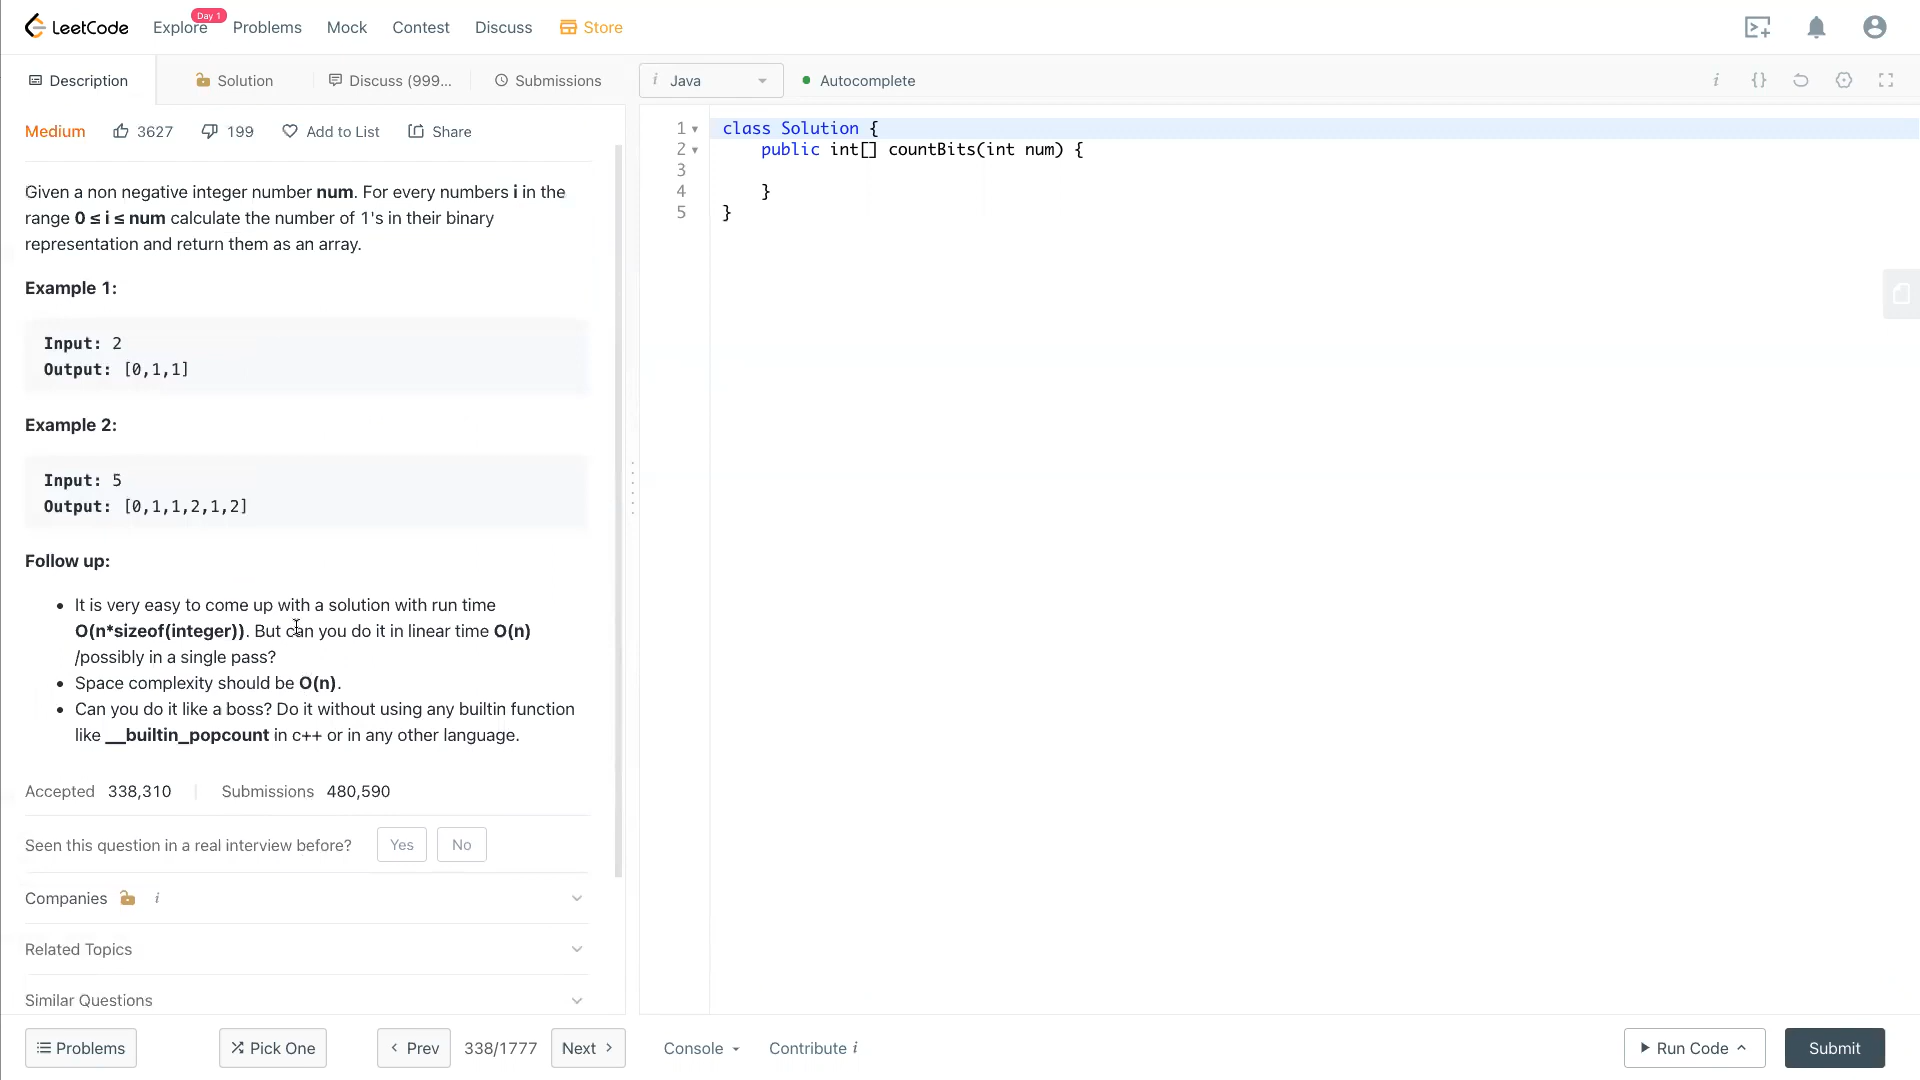 LeetCode Explore Day 1 Problems Mock Contest Discuss Store
Description Solution Discuss (999... Submissions
i Java Autocomplete i {}
Medium 3627 199 Add to List Share
Given a non negative integer number num. For every numbers i in the
range 0 ≤ i ≤ num calculate the number of 1's in their binary
representation and return them as an array.
Example 1:
Input: 2
Output: [0,1,1]
Example 2:
Input: 5
Output: [0,1,1,2,1,2]
Follow up:
• It is very easy to come up with a solution with run time
O(n*sizeof(integer)). But can you do it in linear time O(n)
/possibly in a single pass?
• Space complexity should be O(n).
• Can you do it like a boss? Do it without using any builtin function
like __builtin_popcount in c++ or in any other language.
Accepted 338,310 Submissions 480,590
Seen this question in a real interview before? Yes No
Companies i
Related Topics
Similar Questions
1 class Solution {
2     public int[] countBits(int num) {
3
4     }
5 }
Problems Pick One Prev 338/1777 Next Console Contribute i Run Code Submit